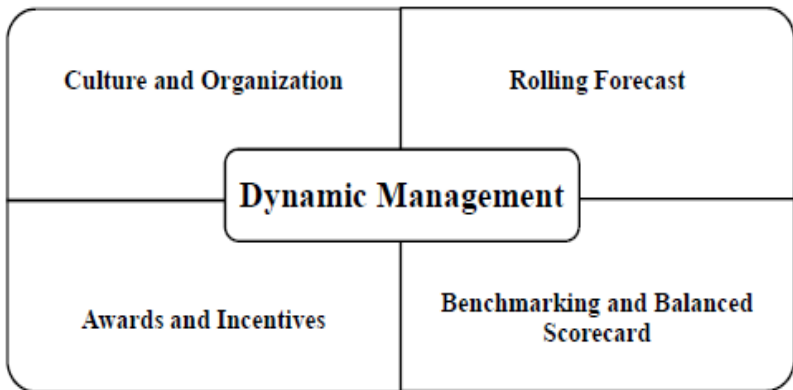 Culture and Organization
Rolling Forecast
Dynamic Management
Awards and Incentives
Benchmarking and Balanced
Scorecard